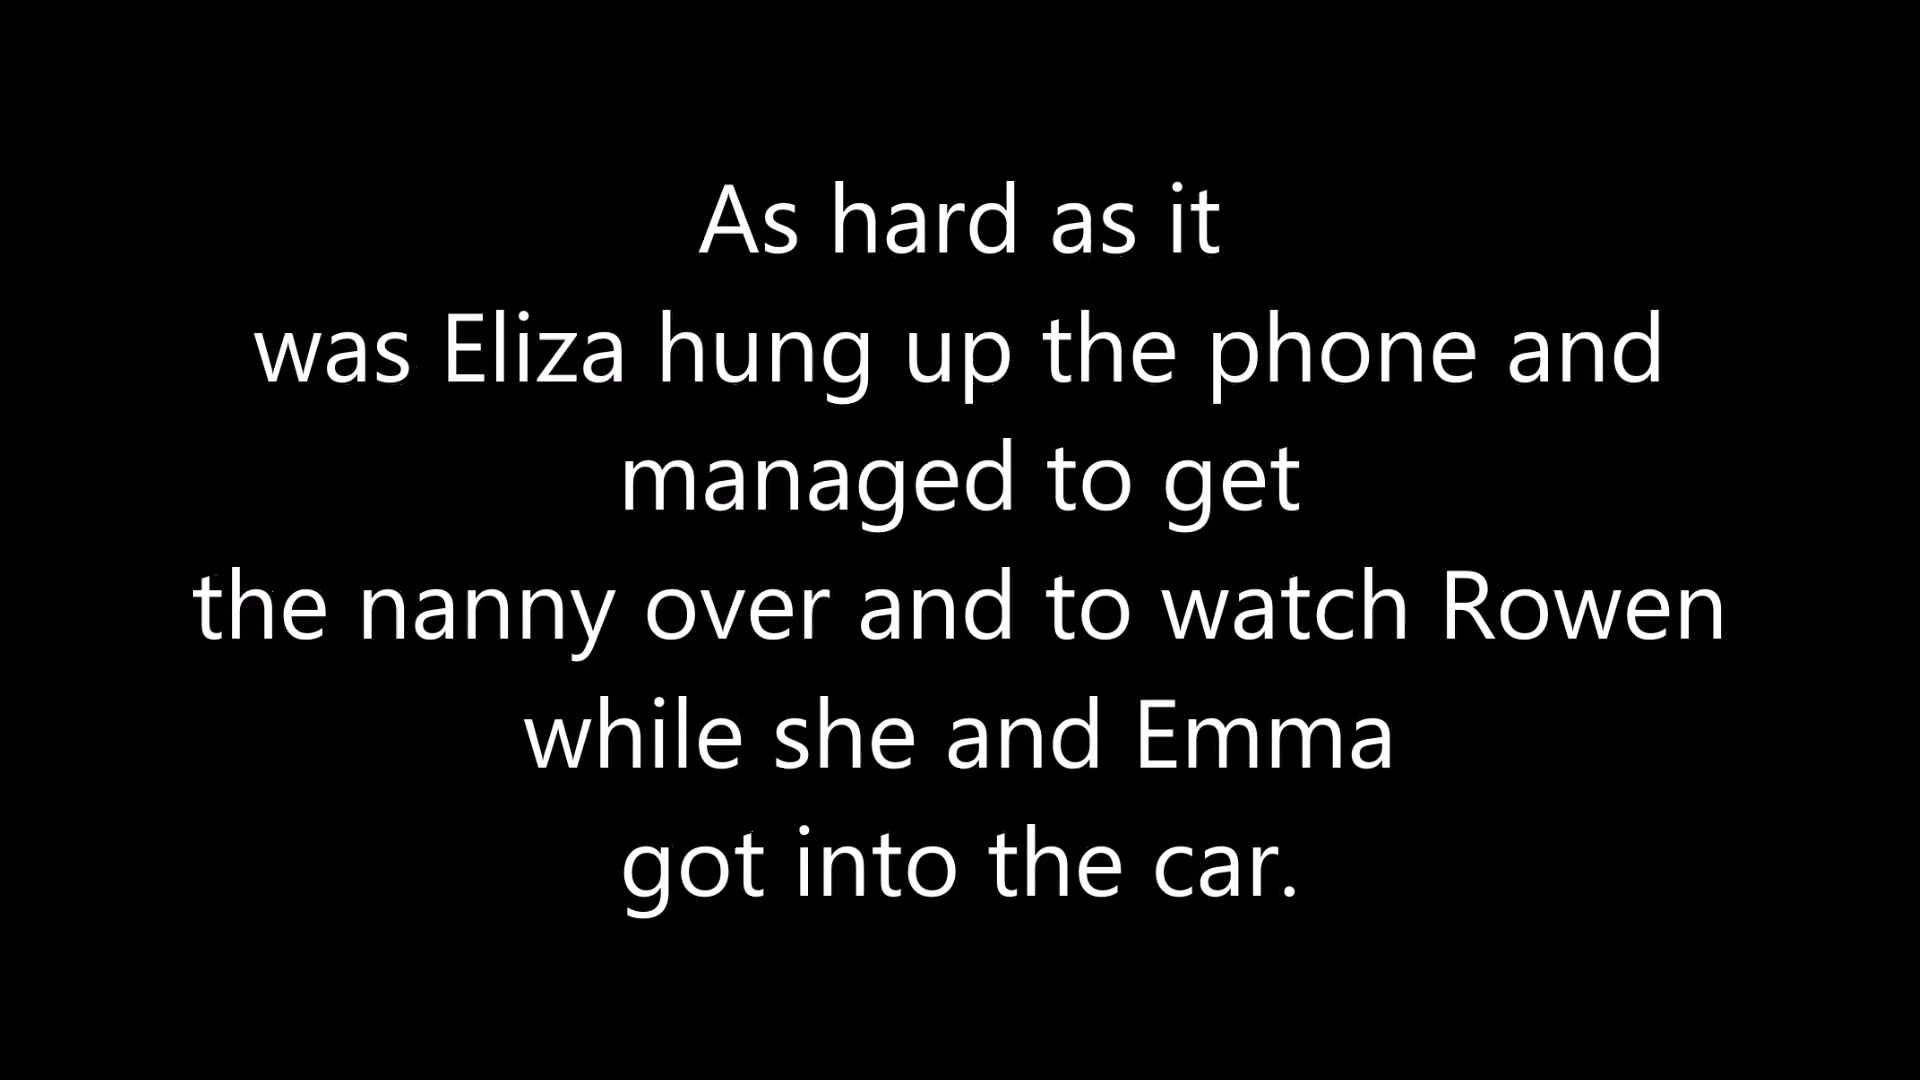 As hard as it
was Eliza hung up the phone and
managed to get
the nanny over and to watch Rowen
while she and Emma
got into the car.